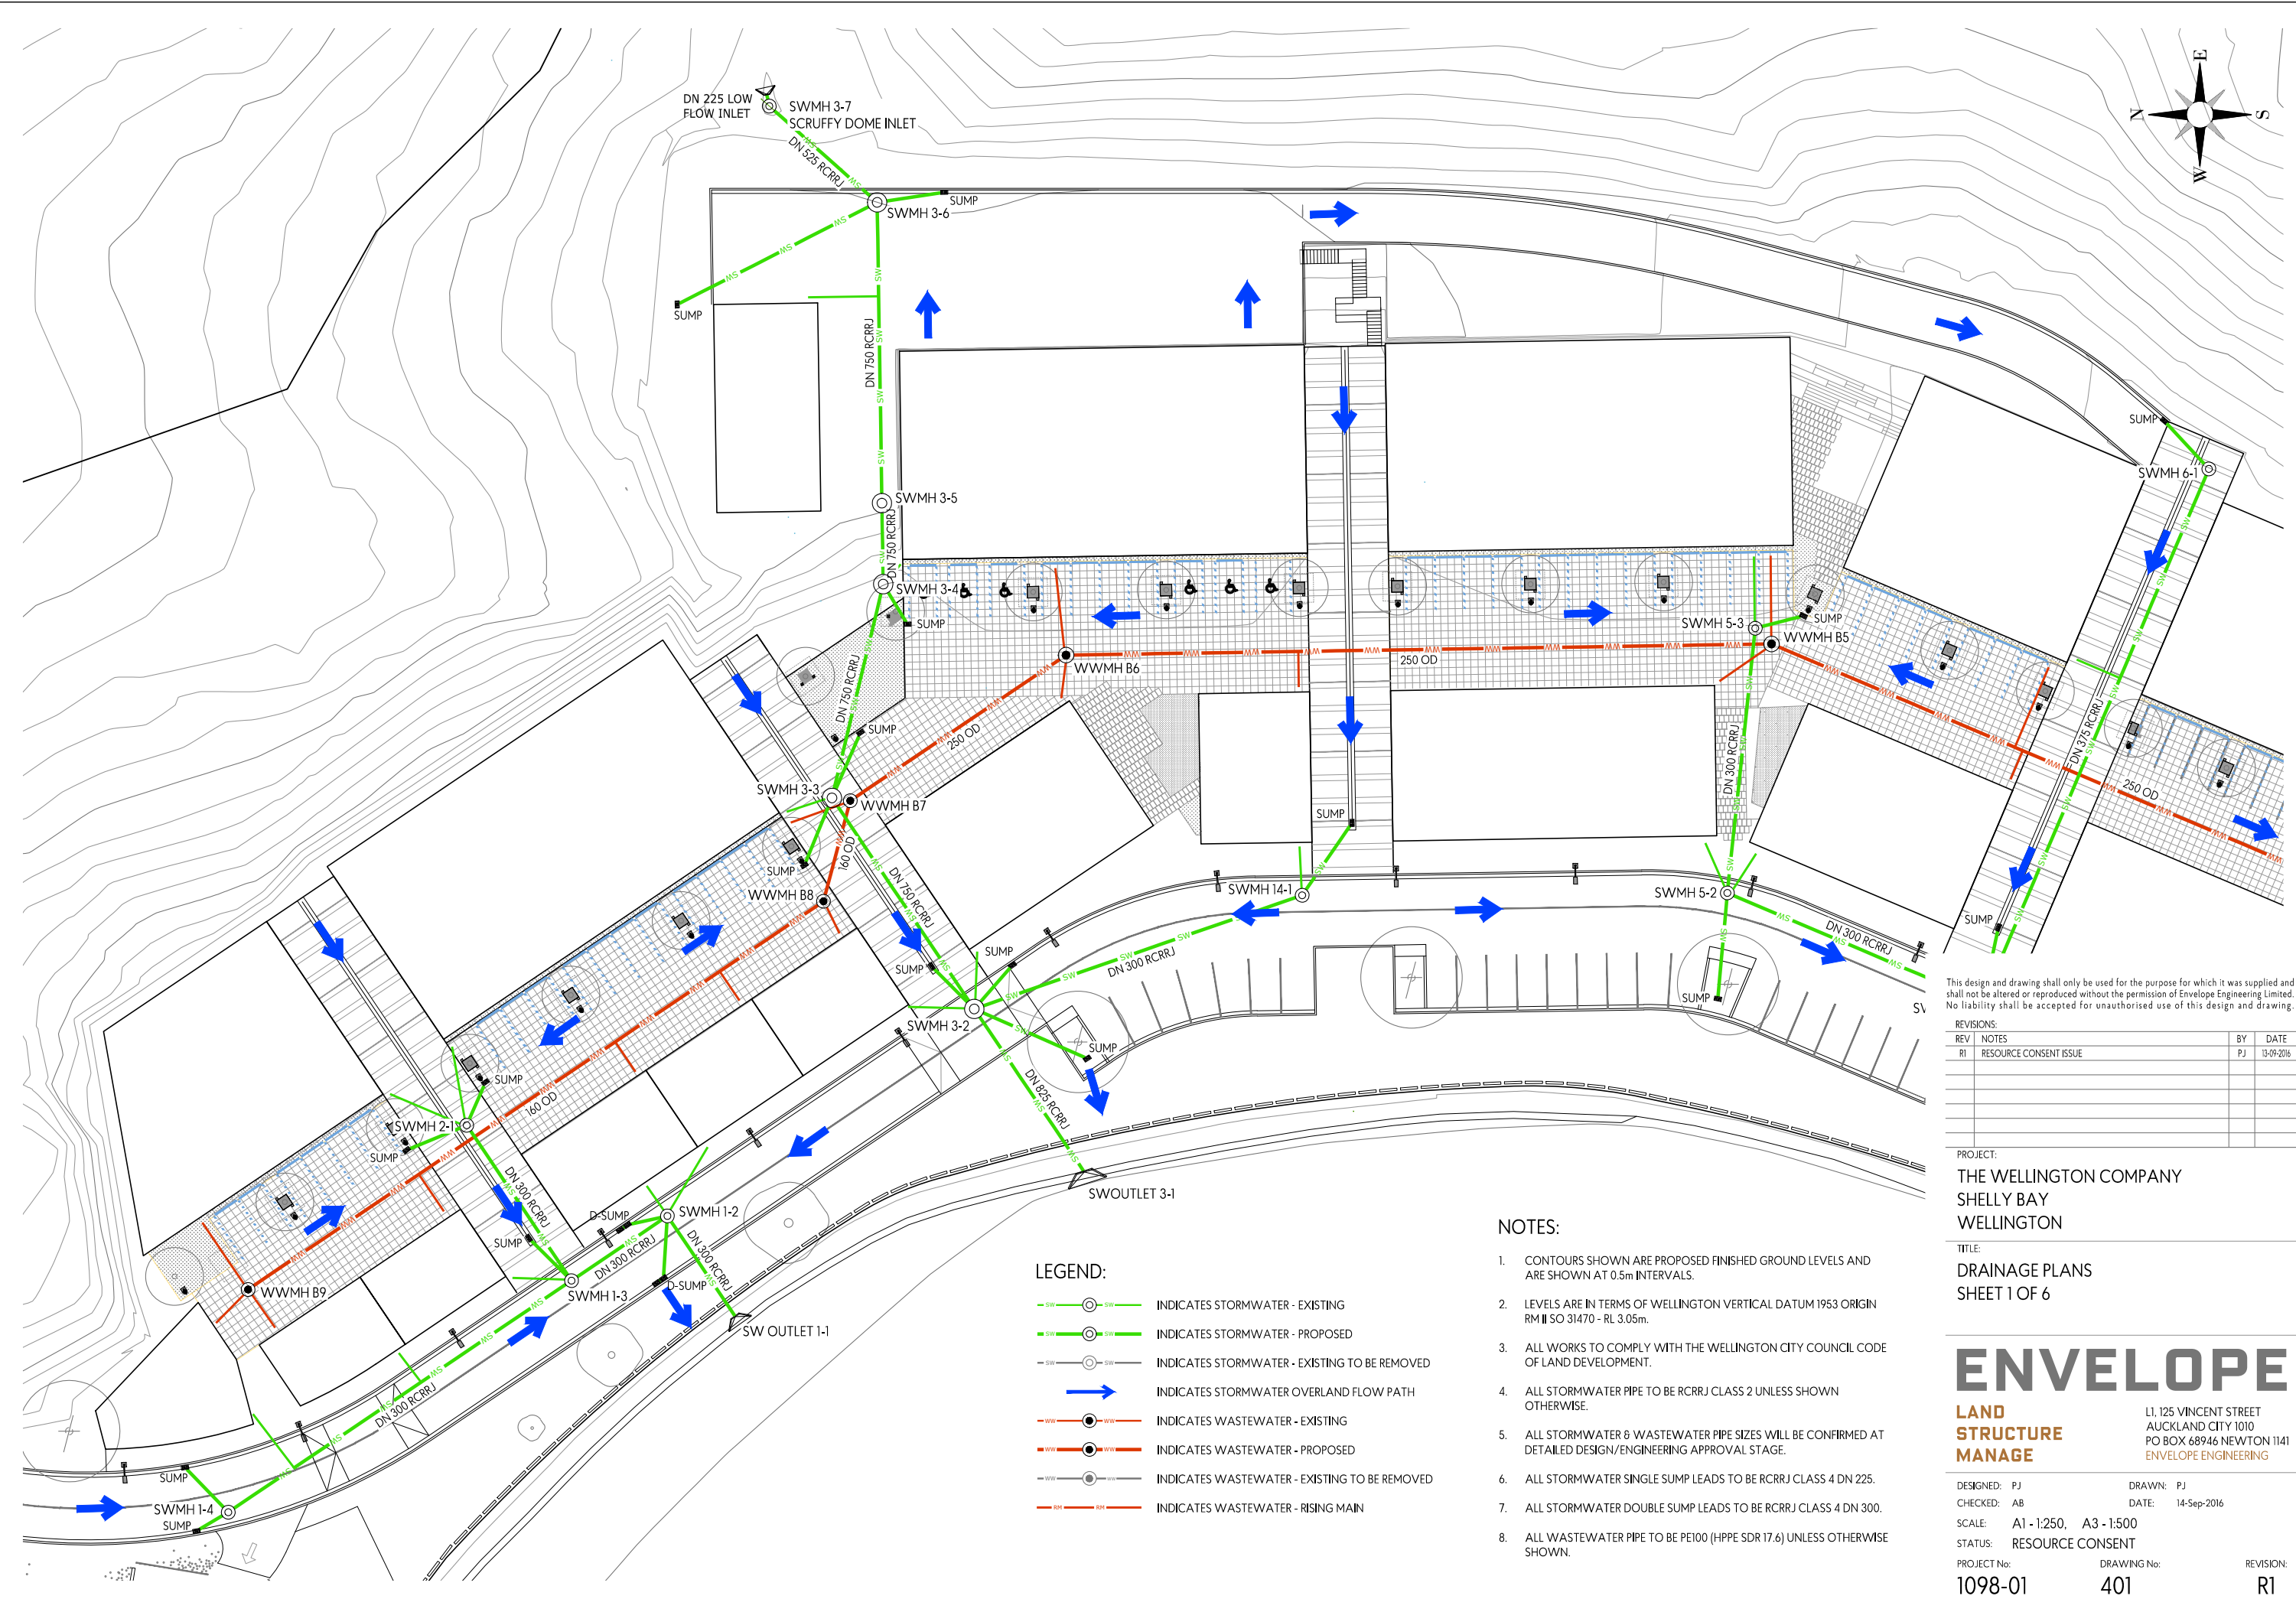 DN 225 LOW
FLOW INLET
SWMH 3-7
SCRUFFY DOME INLET
DN 525 RCRRJ
N
E
S
W
SWMH 3-6
SUMP
SUMP
DN 750 RCRRJ
SWMH 3-5
DN 750 RCRRJ
SWMH 3-4
SUMP
DN 750 RCRRJ
SUMP
SWMH 3-3
WWMH B7
WWMH B6
250 OD
250 OD
SWMH 5-3
SUMP
WWMH B5
SUMP
SWMH 6-1
DN 375 RCRRJ
250 OD
SUMP
DN 300 RCRRJ
SUMP
SWMH 14-1
SWMH 5-2
DN 300 RCRRJ
SUMP
SUMP
160 OD
WWMH B8
DN 750 RCRRJ
SUMP
SUMP
DN 300 RCRRJ
SWMH 3-2
SUMP
DN 825 RCRRJ
SWOUTLET 3-1
SUMP
160 OD
SWMH 2-1
SUMP
DN 300 RCRRJ
SUMP
D-SUMP
SWMH 1-2
DN 300 RCRRJ
DN 300 RCRRJ
D-SUMP
SWMH 1-3
SW OUTLET 1-1
WWMH B9
DN 300 RCRRJ
SUMP
SWMH 1-4
SUMP
LEGEND:
INDICATES STORMWATER - EXISTING
INDICATES STORMWATER - PROPOSED
INDICATES STORMWATER - EXISTING TO BE REMOVED
INDICATES STORMWATER OVERLAND FLOW PATH
INDICATES WASTEWATER - EXISTING
INDICATES WASTEWATER - PROPOSED
INDICATES WASTEWATER - EXISTING TO BE REMOVED
INDICATES WASTEWATER - RISING MAIN
NOTES:
1. CONTOURS SHOWN ARE PROPOSED FINISHED GROUND LEVELS AND
ARE SHOWN AT 0.5m INTERVALS.
2. LEVELS ARE IN TERMS OF WELLINGTON VERTICAL DATUM 1953 ORIGIN
RM II SO 31470 - RL 3.05m.
3. ALL WORKS TO COMPLY WITH THE WELLINGTON CITY COUNCIL CODE
OF LAND DEVELOPMENT.
4. ALL STORMWATER PIPE TO BE RCRRJ CLASS 2 UNLESS SHOWN
OTHERWISE.
5. ALL STORMWATER & WASTEWATER PIPE SIZES WILL BE CONFIRMED AT
DETAILED DESIGN/ENGINEERING APPROVAL STAGE.
6. ALL STORMWATER SINGLE SUMP LEADS TO BE RCRRJ CLASS 4 DN 225.
7. ALL STORMWATER DOUBLE SUMP LEADS TO BE RCRRJ CLASS 4 DN 300.
8. ALL WASTEWATER PIPE TO BE PE100 (HPPE SDR 17.6) UNLESS OTHERWISE
SHOWN.
This design and drawing shall only be used for the purpose for which it was supplied and
shall not be altered or reproduced without the permission of Envelope Engineering Limited.
No liability shall be accepted for unauthorised use of this design and drawing.
REVISIONS:
REV NOTES BY DATE
R1 RESOURCE CONSENT ISSUE PJ 13-09-2016
PROJECT:
THE WELLINGTON COMPANY
SHELLY BAY
WELLINGTON
TITLE:
DRAINAGE PLANS
SHEET 1 OF 6
ENVELOPE
LAND
STRUCTURE
MANAGE
L1, 125 VINCENT STREET
AUCKLAND CITY 1010
PO BOX 68946 NEWTON 1141
ENVELOPE ENGINEERING
DESIGNED: PJ DRAWN: PJ
CHECKED: AB DATE: 14-Sep-2016
SCALE: A1 - 1:250, A3 - 1:500
STATUS: RESOURCE CONSENT
PROJECT No: DRAWING No: REVISION:
1098-01 401 R1